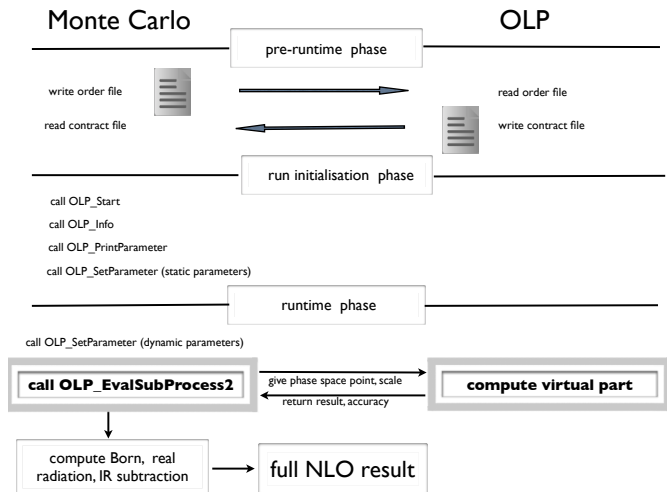 Monte Carlo
OLP
pre-runtime phase
write order file
read order file
read contract file
write contract file
run initialisation phase
call OLP_Start
call OLP_Info
call OLP_PrintParameter
call OLP_SetParameter (static parameters)
runtime phase
call OLP_SetParameter (dynamic parameters)
call OLP_EvalSubProcess2
give phase space point, scale
return result, accuracy
compute virtual part
compute Born, real
radiation, IR subtraction
full NLO result